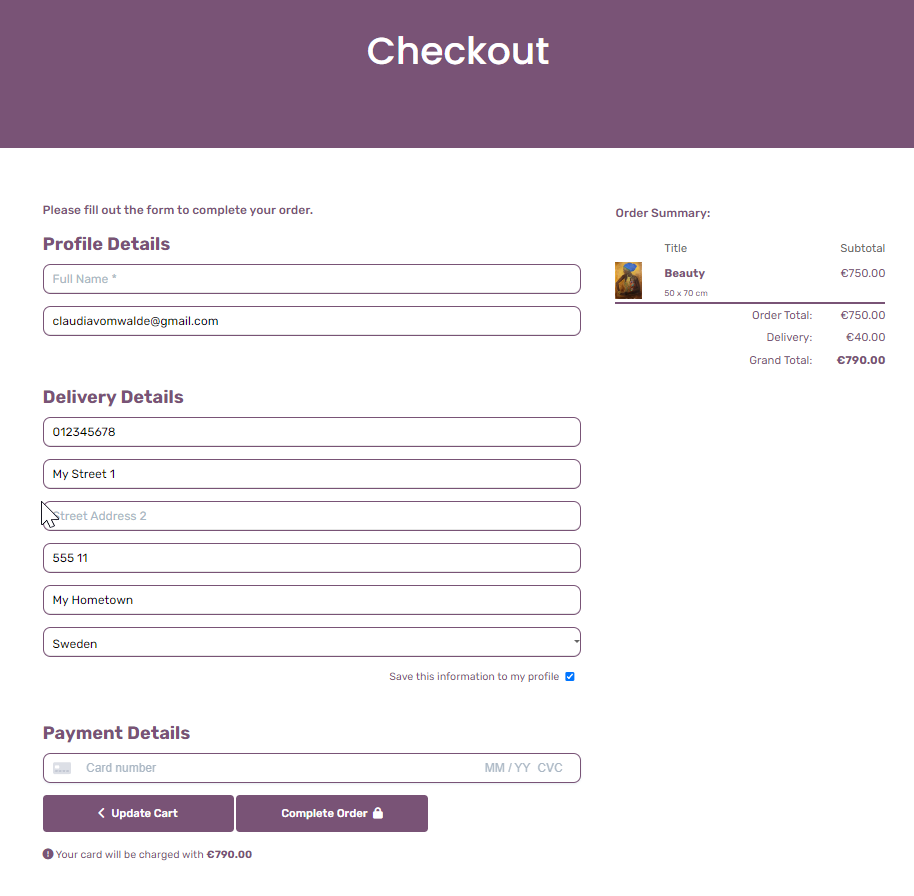 Checkout
Please fill out the form to complete your order.
Profile Details
Full Name *
claudiavomwalde@gmail.com
Delivery Details
012345678
My Street 1
Street Address 2
555 11
My Hometown
Sweden
Save this information to my profile
Payment Details
Card number MM / YY CVC
Update Cart Complete Order
Your card will be charged with €790.00
Order Summary:
Title Subtotal
Beauty €750.00
50 x 70 cm
Order Total: €750.00
Delivery: €40.00
Grand Total: €790.00